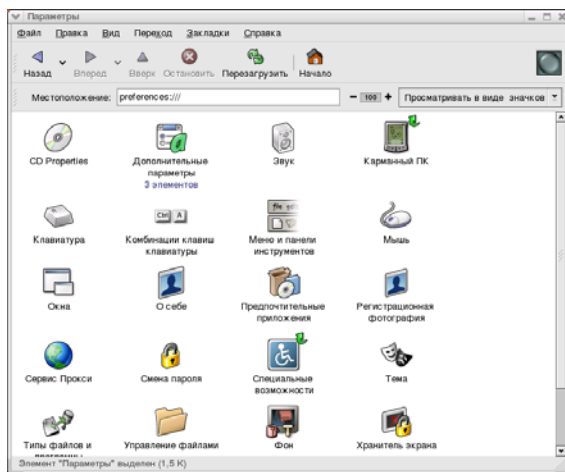 Параметры
Файл Правка Вид Переход Закладки Справка
Назад Вперед Вверх Остановить Перезагрузить Начало
Местоположение: preferences:/// 100 Просматривать в виде значков
CD Properties
Дополнительные
параметры
3 элементов
Звук
Карманный ПК
Клавиатура
Ctrl A
Комбинации клавиш
клавиатуры
file
Меню и панели
инструментов
Мышь
Окна
О себе
Предпочтительные
приложения
Регистрационная
фотография
Сервис Прокси
Смена пароля
Специальные
возможности
Тема
Типы файлов и
программы
Управление файлами
Фон
Хранитель экрана
Элемент "Параметры" выделен (1,5 K)